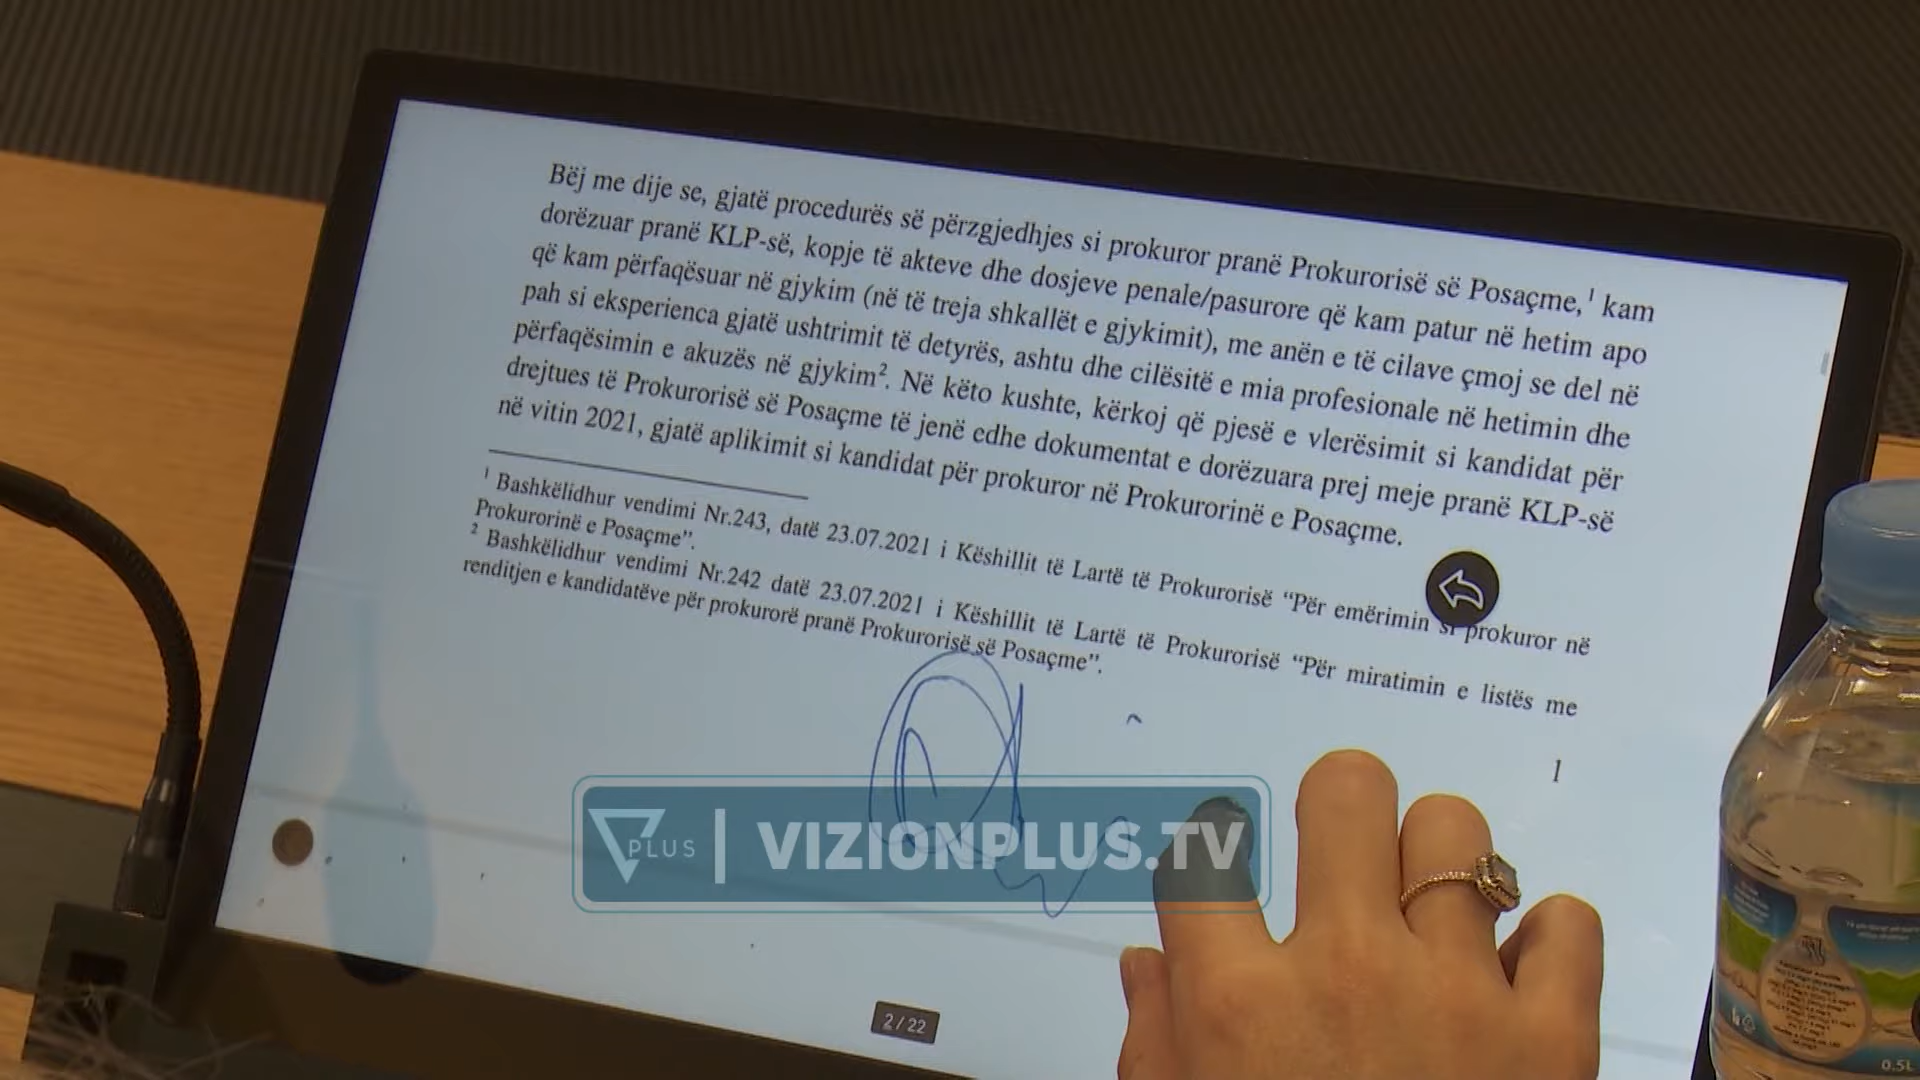 Bëj me dije se, gjatë procedurës së përzgjedhjes si prokuror pranë Prokurorisë së Posaçme,¹ kam
dorëzuar pranë KLP-së, kopje të akteve dhe dosjeve penale/pasurore që kam patur në hetim apo
që kam përfaqësuar në gjykim (në të treja shkallët e gjykimit), me anën e të cilave çmoj se del në
pah si eksperienca gjatë ushtrimit të detyrës, ashtu dhe cilësitë e mia profesionale në hetimin dhe
përfaqësimin e akuzës në gjykim². Në këto kushte, kërkoj që pjesë e vlerësimit si kandidat për
drejtues të Prokurorisë së Posaçme të jenë edhe dokumentat e dorëzuara prej meje pranë KLP-së
në vitin 2021, gjatë aplikimit si kandidat për prokuror në Prokurorinë e Posaçme.
¹ Bashkëlidhur vendimi Nr.243, datë 23.07.2021 i Këshillit të Lartë të Prokurorisë “Për emërimin si prokuror në
Prokurorinë e Posaçme”.
² Bashkëlidhur vendimi Nr.242 datë 23.07.2021 i Këshillit të Lartë të Prokurorisë “Për miratimin e listës me
renditjen e kandidatëve për prokurorë pranë Prokurorisë së Posaçme”.
1
PLUS | VIZIONPLUS.TV
2 / 22
0.5L